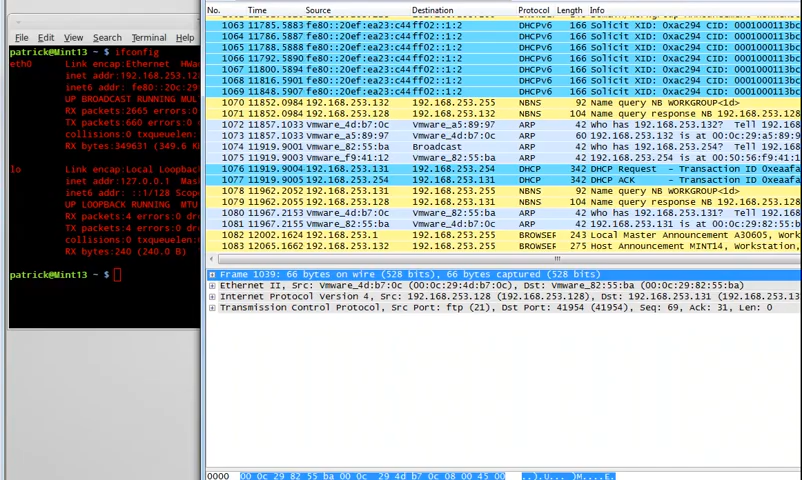 File Edit View Search Terminal Help
patrick@Mint13 ~ $ ifconfig
eth0 Link encap:Ethernet HWa
inet addr:192.168.253.13
inet6 addr: fe80::20c:29
UP BROADCAST RUNNING MUL
RX packets:2665 errors:0
TX packets:660 errors:0 d
collisions:0 txqueuelen:
RX bytes:349631 (349.6 K
lo Link encap:Local Loopback
inet addr:127.0.0.1 Mas
inet6 addr: ::1/128 Scop
UP LOOPBACK RUNNING MTU
RX packets:4 errors:0 dr
TX packets:4 errors:0 dr
collisions:0 txqueuelen:
RX bytes:240 (240.0 B)
patrick@Mint13 ~ $
No. Time Source Destination Protocol Length Info
1063 11785.5883 fe80::20ef:ea23:c44 ff02::1:2 DHCPv6 166 Solicit XID: 0xac294 CID: 0001000113bc
1064 11786.5887 fe80::20ef:ea23:c44 ff02::1:2 DHCPv6 166 Solicit XID: 0xac294 CID: 0001000113bc
1065 11788.5888 fe80::20ef:ea23:c44 ff02::1:2 DHCPv6 166 Solicit XID: 0xac294 CID: 0001000113bc
1066 11792.5890 fe80::20ef:ea23:c44 ff02::1:2 DHCPv6 166 Solicit XID: 0xac294 CID: 0001000113bc
1067 11800.5894 fe80::20ef:ea23:c44 ff02::1:2 DHCPv6 166 Solicit XID: 0xac294 CID: 0001000113bc
1068 11816.5901 fe80::20ef:ea23:c44 ff02::1:2 DHCPv6 166 Solicit XID: 0xac294 CID: 0001000113bc
1069 11848.5907 fe80::20ef:ea23:c44 ff02::1:2 DHCPv6 166 Solicit XID: 0xac294 CID: 0001000113bc
1070 11852.0984 192.168.253.132 192.168.253.255 NBNS 92 Name query NB WORKGROUP<1d>
1071 11852.0984 192.168.253.128 192.168.253.132 NBNS 104 Name query response NB 192.168.253.128
1072 11857.1033 Vmware_4d:b7:0c Vmware_a5:89:97 ARP 42 Who has 192.168.253.132? Tell 192.168
1073 11857.1033 Vmware_a5:89:97 Vmware_4d:b7:0c ARP 60 192.168.253.132 is at 00:0c:29:a5:89:9
1074 11919.9001 Vmware_82:55:ba Broadcast ARP 42 Who has 192.168.253.254? Tell 192.168
1075 11919.9003 Vmware_f9:41:12 Vmware_82:55:ba ARP 42 192.168.253.254 is at 00:50:56:f9:41:1
1076 11919.9004 192.168.253.131 192.168.253.254 DHCP 342 DHCP Request - Transaction ID 0xeaafa
1077 11919.9005 192.168.253.254 192.168.253.131 DHCP 342 DHCP ACK - Transaction ID 0xeaafa
1078 11962.2052 192.168.253.131 192.168.253.255 NBNS 92 Name query NB WORKGROUP<1d>
1079 11962.2055 192.168.253.128 192.168.253.131 NBNS 104 Name query response NB 192.168.253.128
1080 11967.2153 Vmware_4d:b7:0c Vmware_82:55:ba ARP 42 Who has 192.168.253.131? Tell 192.168
1081 11967.2155 Vmware_82:55:ba Vmware_4d:b7:0c ARP 42 192.168.253.131 is at 00:0c:29:82:55:b
1082 12002.1624 192.168.253.1 192.168.253.255 BROWSER 243 Local Master Announcement A30605, Work
1083 12065.1662 192.168.253.132 192.168.253.255 BROWSER 275 Host Announcement MINT14, Workstation,
Frame 1039: 66 bytes on wire (528 bits), 66 bytes captured (528 bits)
Ethernet II, Src: Vmware_4d:b7:0c (00:0c:29:4d:b7:0c), Dst: Vmware_82:55:ba (00:0c:29:82:55:ba)
Internet Protocol Version 4, Src: 192.168.253.128 (192.168.253.128), Dst: 192.168.253.131 (192.168.253.13
Transmission Control Protocol, Src Port: ftp (21), Dst Port: 41954 (41954), Seq: 69, Ack: 31, Len: 0
0000 00 0c 29 82 55 ba 00 0c 29 4d b7 0c 08 00 45 00 ..).U... )M....E.